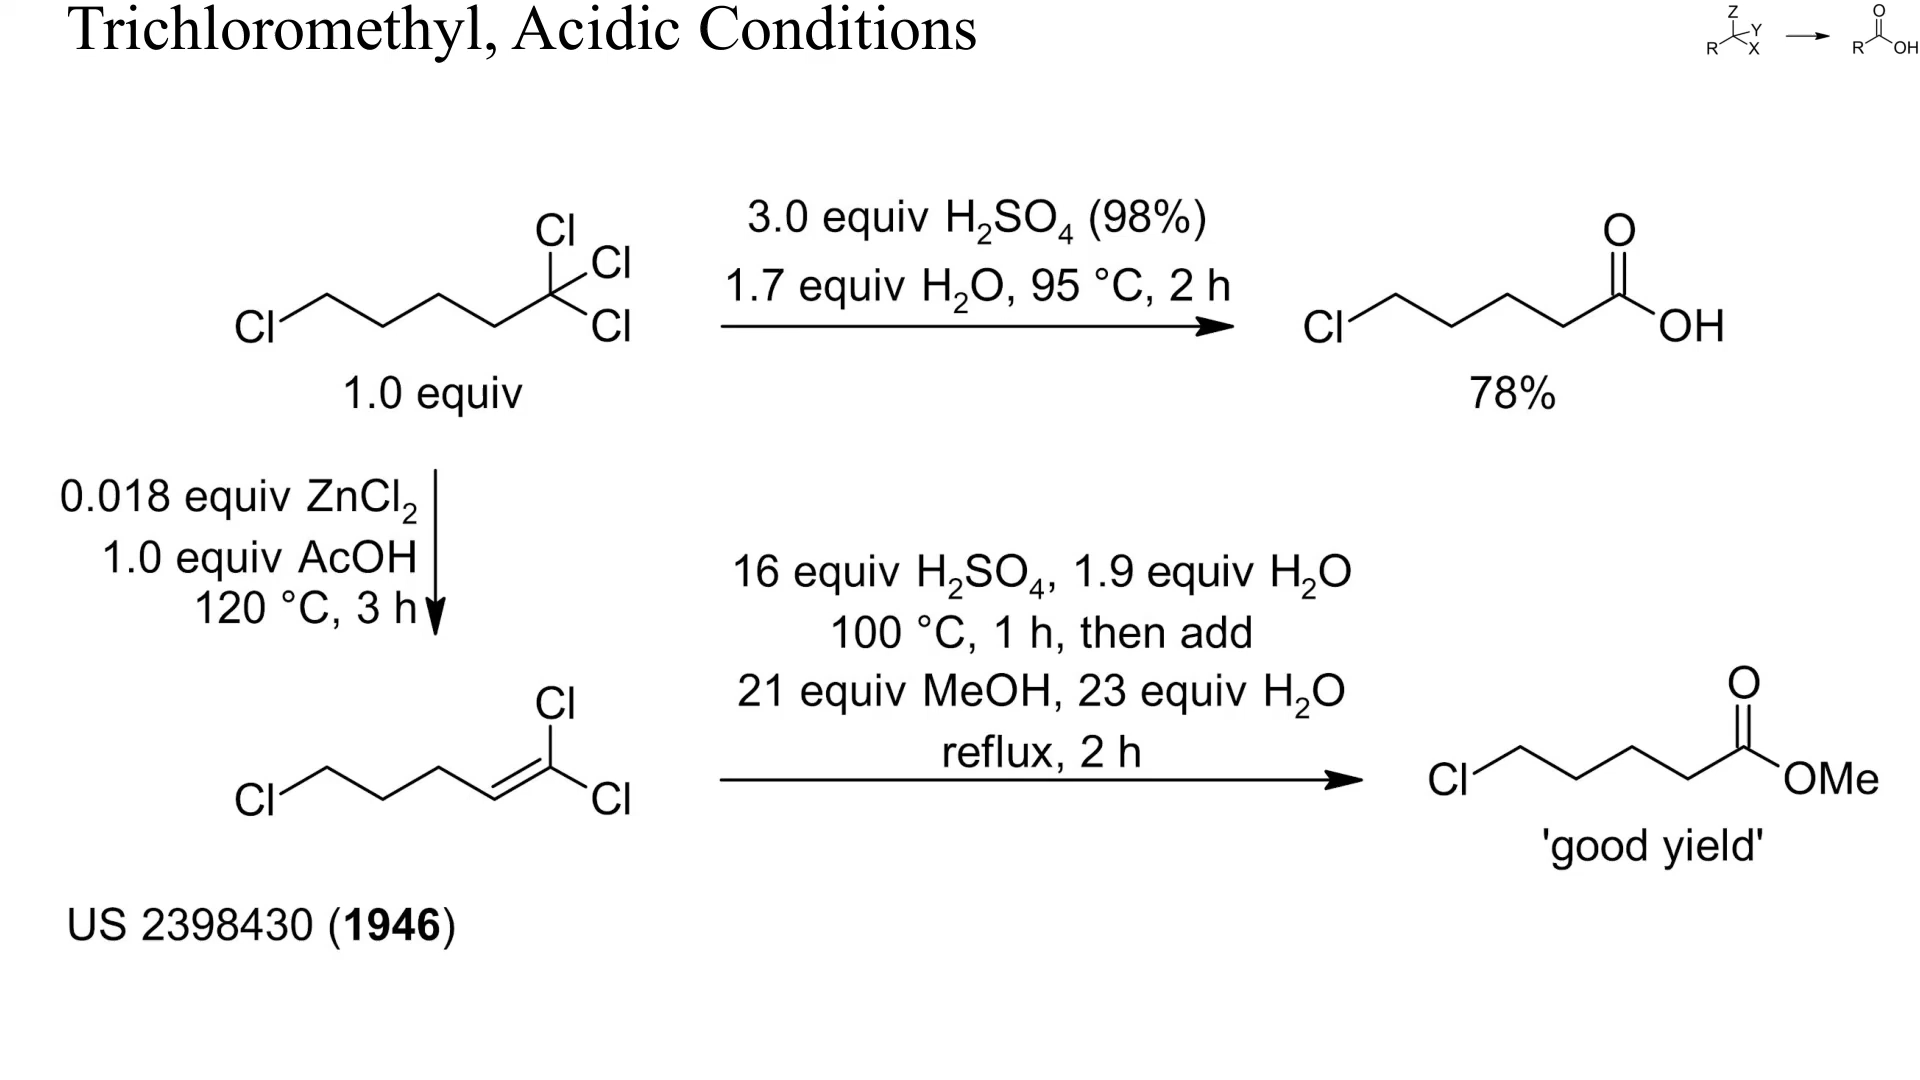 Trichloromethyl, Acidic Conditions
Z
R
Y
X
O
R
OH
Cl
Cl
Cl
Cl
1.0 equiv
3.0 equiv H₂SO₄ (98%)
1.7 equiv H₂O, 95 °C, 2 h
O
Cl
OH
78%
0.018 equiv ZnCl₂
1.0 equiv AcOH
120 °C, 3 h
Cl
Cl
Cl
16 equiv H₂SO₄, 1.9 equiv H₂O
100 °C, 1 h, then add
21 equiv MeOH, 23 equiv H₂O
reflux, 2 h
O
Cl
OMe
'good yield'
US 2398430 (1946)